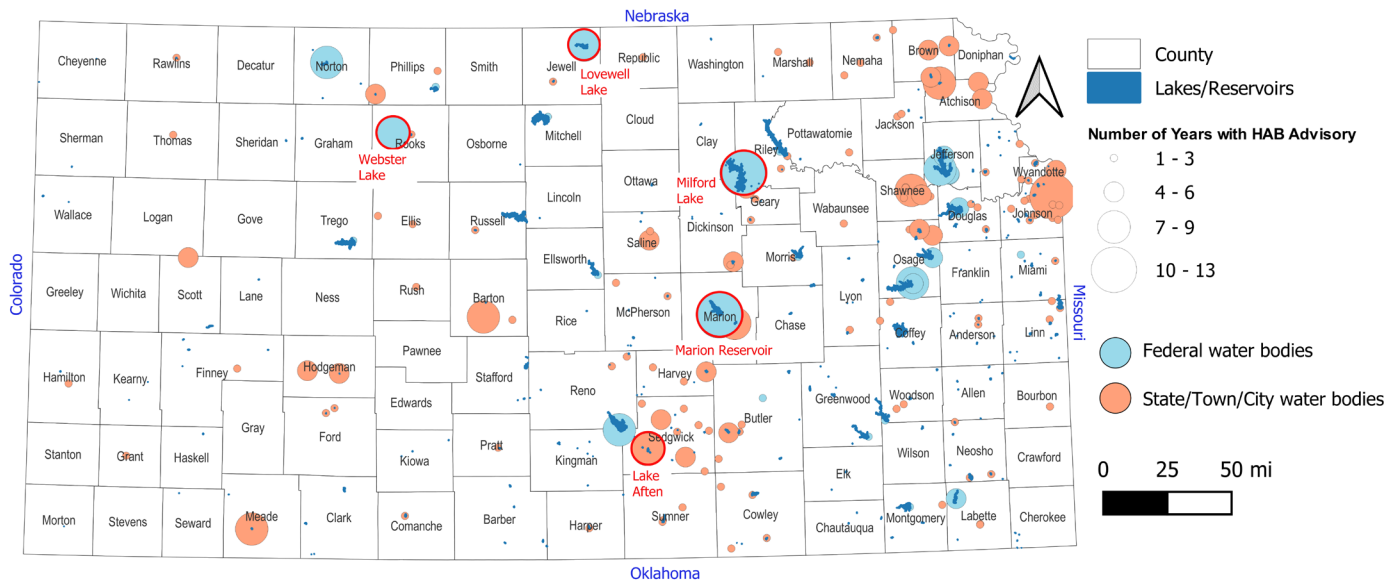 Nebraska
Cheyenne
Rawlins
Decatur
Norton
Phillips
Smith
Jewell
Lovewell
Lake
Republic
Washington
Marshall
Nemaha
Brown
Doniphan
Atchison
Sherman
Thomas
Sheridan
Graham
Rooks
Webster
Lake
Osborne
Mitchell
Cloud
Clay
Riley
Pottawatomie
Jackson
Jefferson
Wyandotte
Wallace
Logan
Gove
Trego
Ellis
Russell
Lincoln
Ottawa
Milford
Lake
Geary
Wabaunsee
Shawnee
Douglas
Johnson
Saline
Dickinson
Ellsworth
Morris
Osage
Franklin
Miami
Greeley
Wichita
Scott
Lane
Ness
Rush
Barton
Rice
McPherson
Marion
Marion Reservoir
Chase
Lyon
Coffey
Anderson
Linn
Hamilton
Kearny
Finney
Hodgeman
Pawnee
Stafford
Edwards
Reno
Harvey
Butler
Greenwood
Woodson
Allen
Bourbon
Gray
Ford
Stanton
Grant
Haskell
Kiowa
Pratt
Kingman
Sedgwick
Lake
Aften
Elk
Wilson
Neosho
Crawford
Morton
Stevens
Seward
Meade
Clark
Comanche
Barber
Harper
Sumner
Cowley
Chautauqua
Montgomery
Labette
Cherokee
Colorado
Missouri
Oklahoma
County
Lakes/Reservoirs
Number of Years with HAB Advisory
1 - 3
4 - 6
7 - 9
10 - 13
Federal water bodies
State/Town/City water bodies
0 25 50 mi